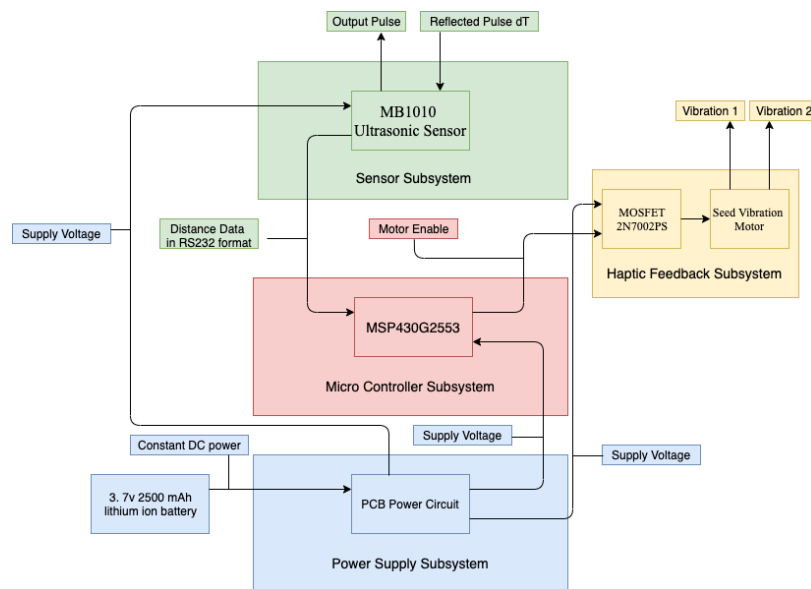 Output Pulse
Reflected Pulse dT
MB1010
Ultrasonic Sensor
Sensor Subsystem
Vibration 1
Vibration 2
MOSFET
2N7002PS
Seed Vibration
Motor
Haptic Feedback Subsystem
Supply Voltage
Distance Data
in RS232 format
Motor Enable
MSP430G2553
Micro Controller Subsystem
Supply Voltage
Supply Voltage
Constant DC power
3. 7v 2500 mAh
lithium ion battery
PCB Power Circuit
Power Supply Subsystem